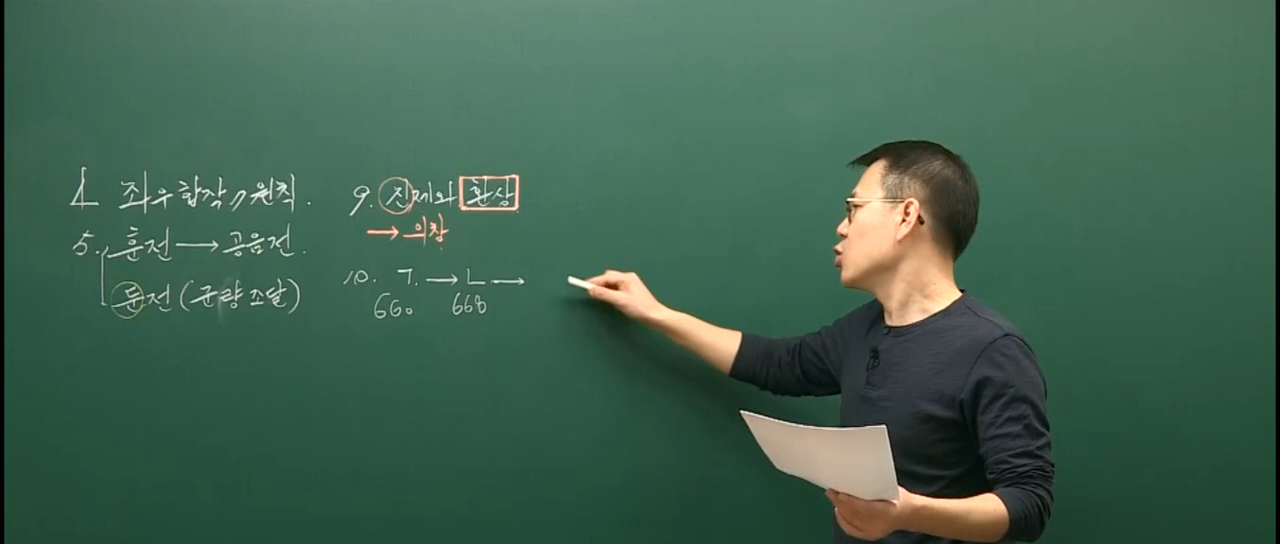 4. 좌우합작 7원칙.
5. 훈전 → 공음전.
둔전 (군량조달)
9. 진제와 환상
→ 의창
10. ㄱ. → ㄴ →
660 668